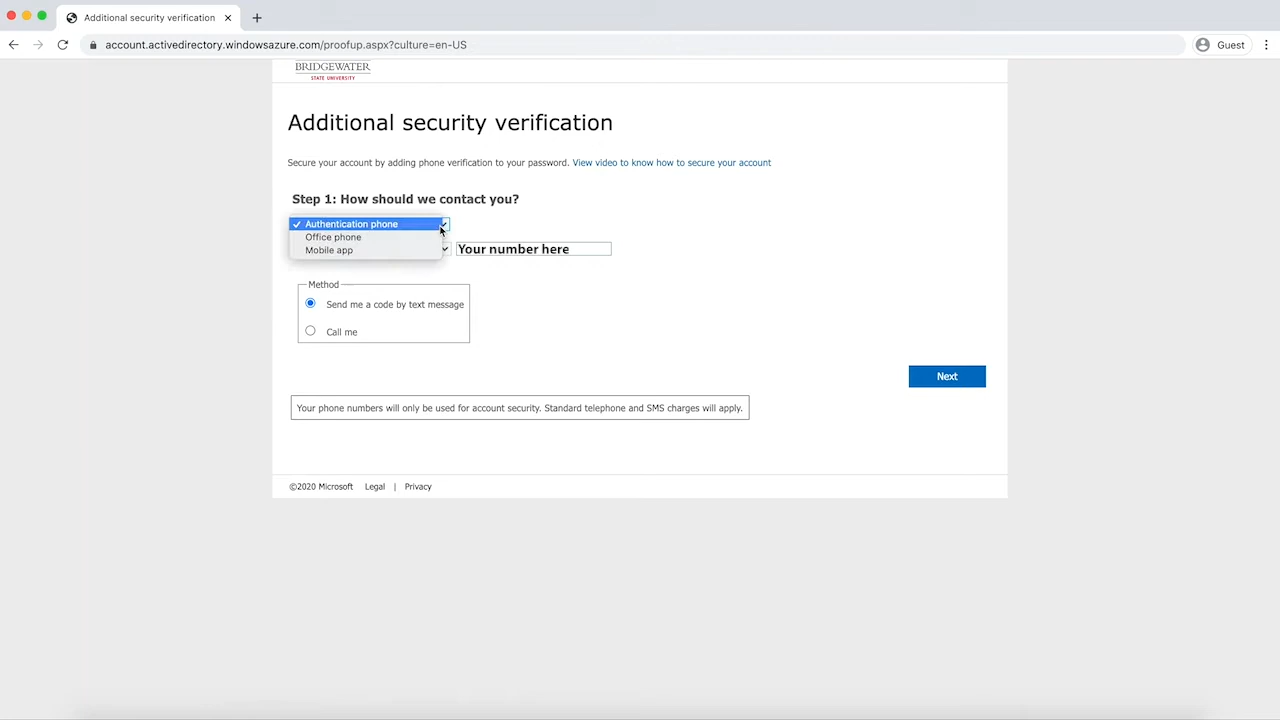 Additional security verification
account.activedirectory.windowsazure.com/proofup.aspx?culture=en-US
Guest
BRIDGEWATER
STATE UNIVERSITY
Additional security verification
Secure your account by adding phone verification to your password. View video to know how to secure your account
Step 1: How should we contact you?
Authentication phone
Office phone
Mobile app
Your number here
Method
Send me a code by text message
Call me
Next
Your phone numbers will only be used for account security. Standard telephone and SMS charges will apply.
©2020 Microsoft Legal | Privacy